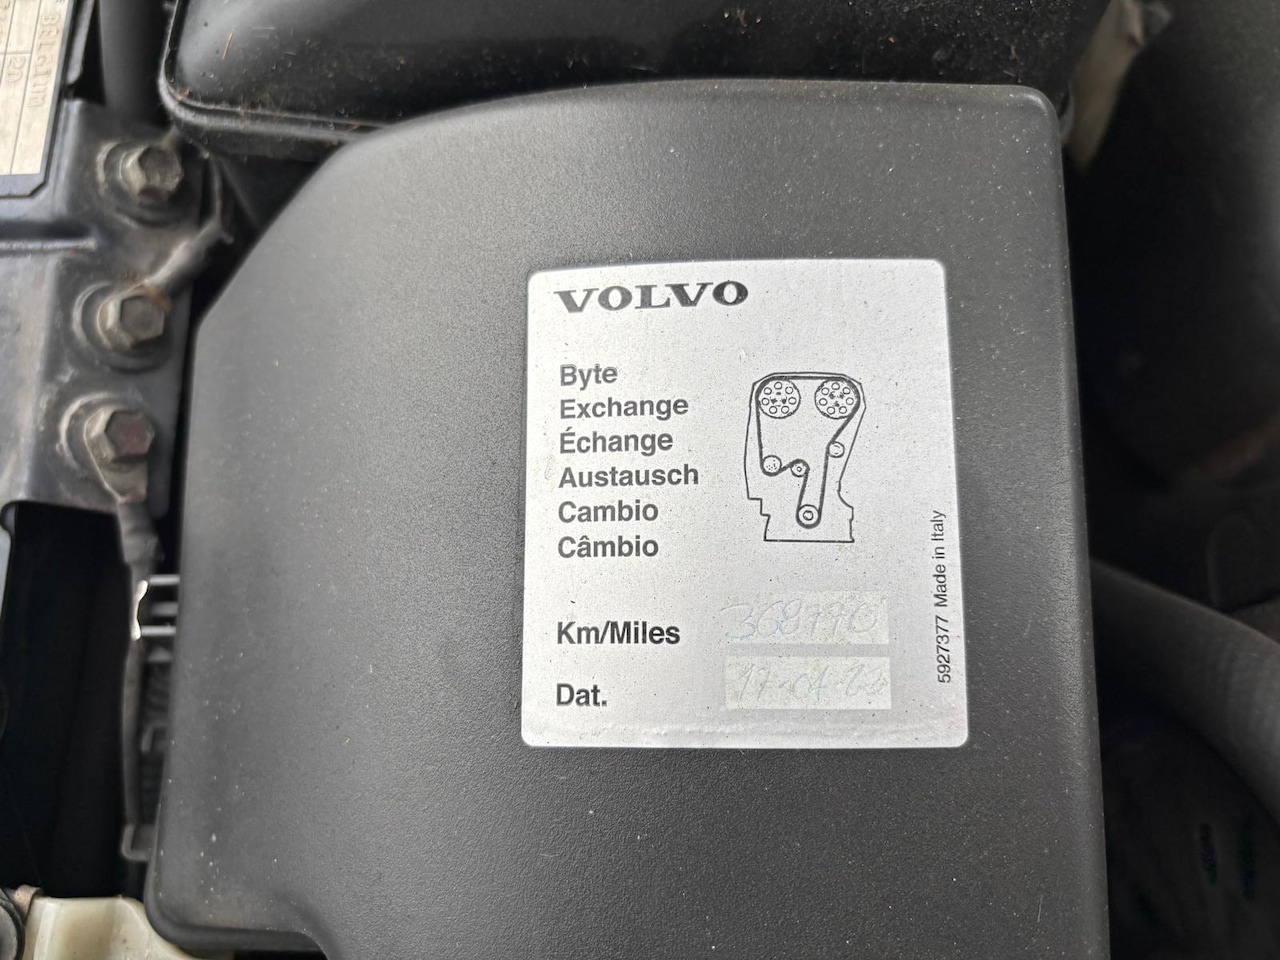 VOLVO
Byte
Exchange
Échange
Austausch
Cambio
Câmbio
Km/Miles
Dat.
5927377 Made in Italy